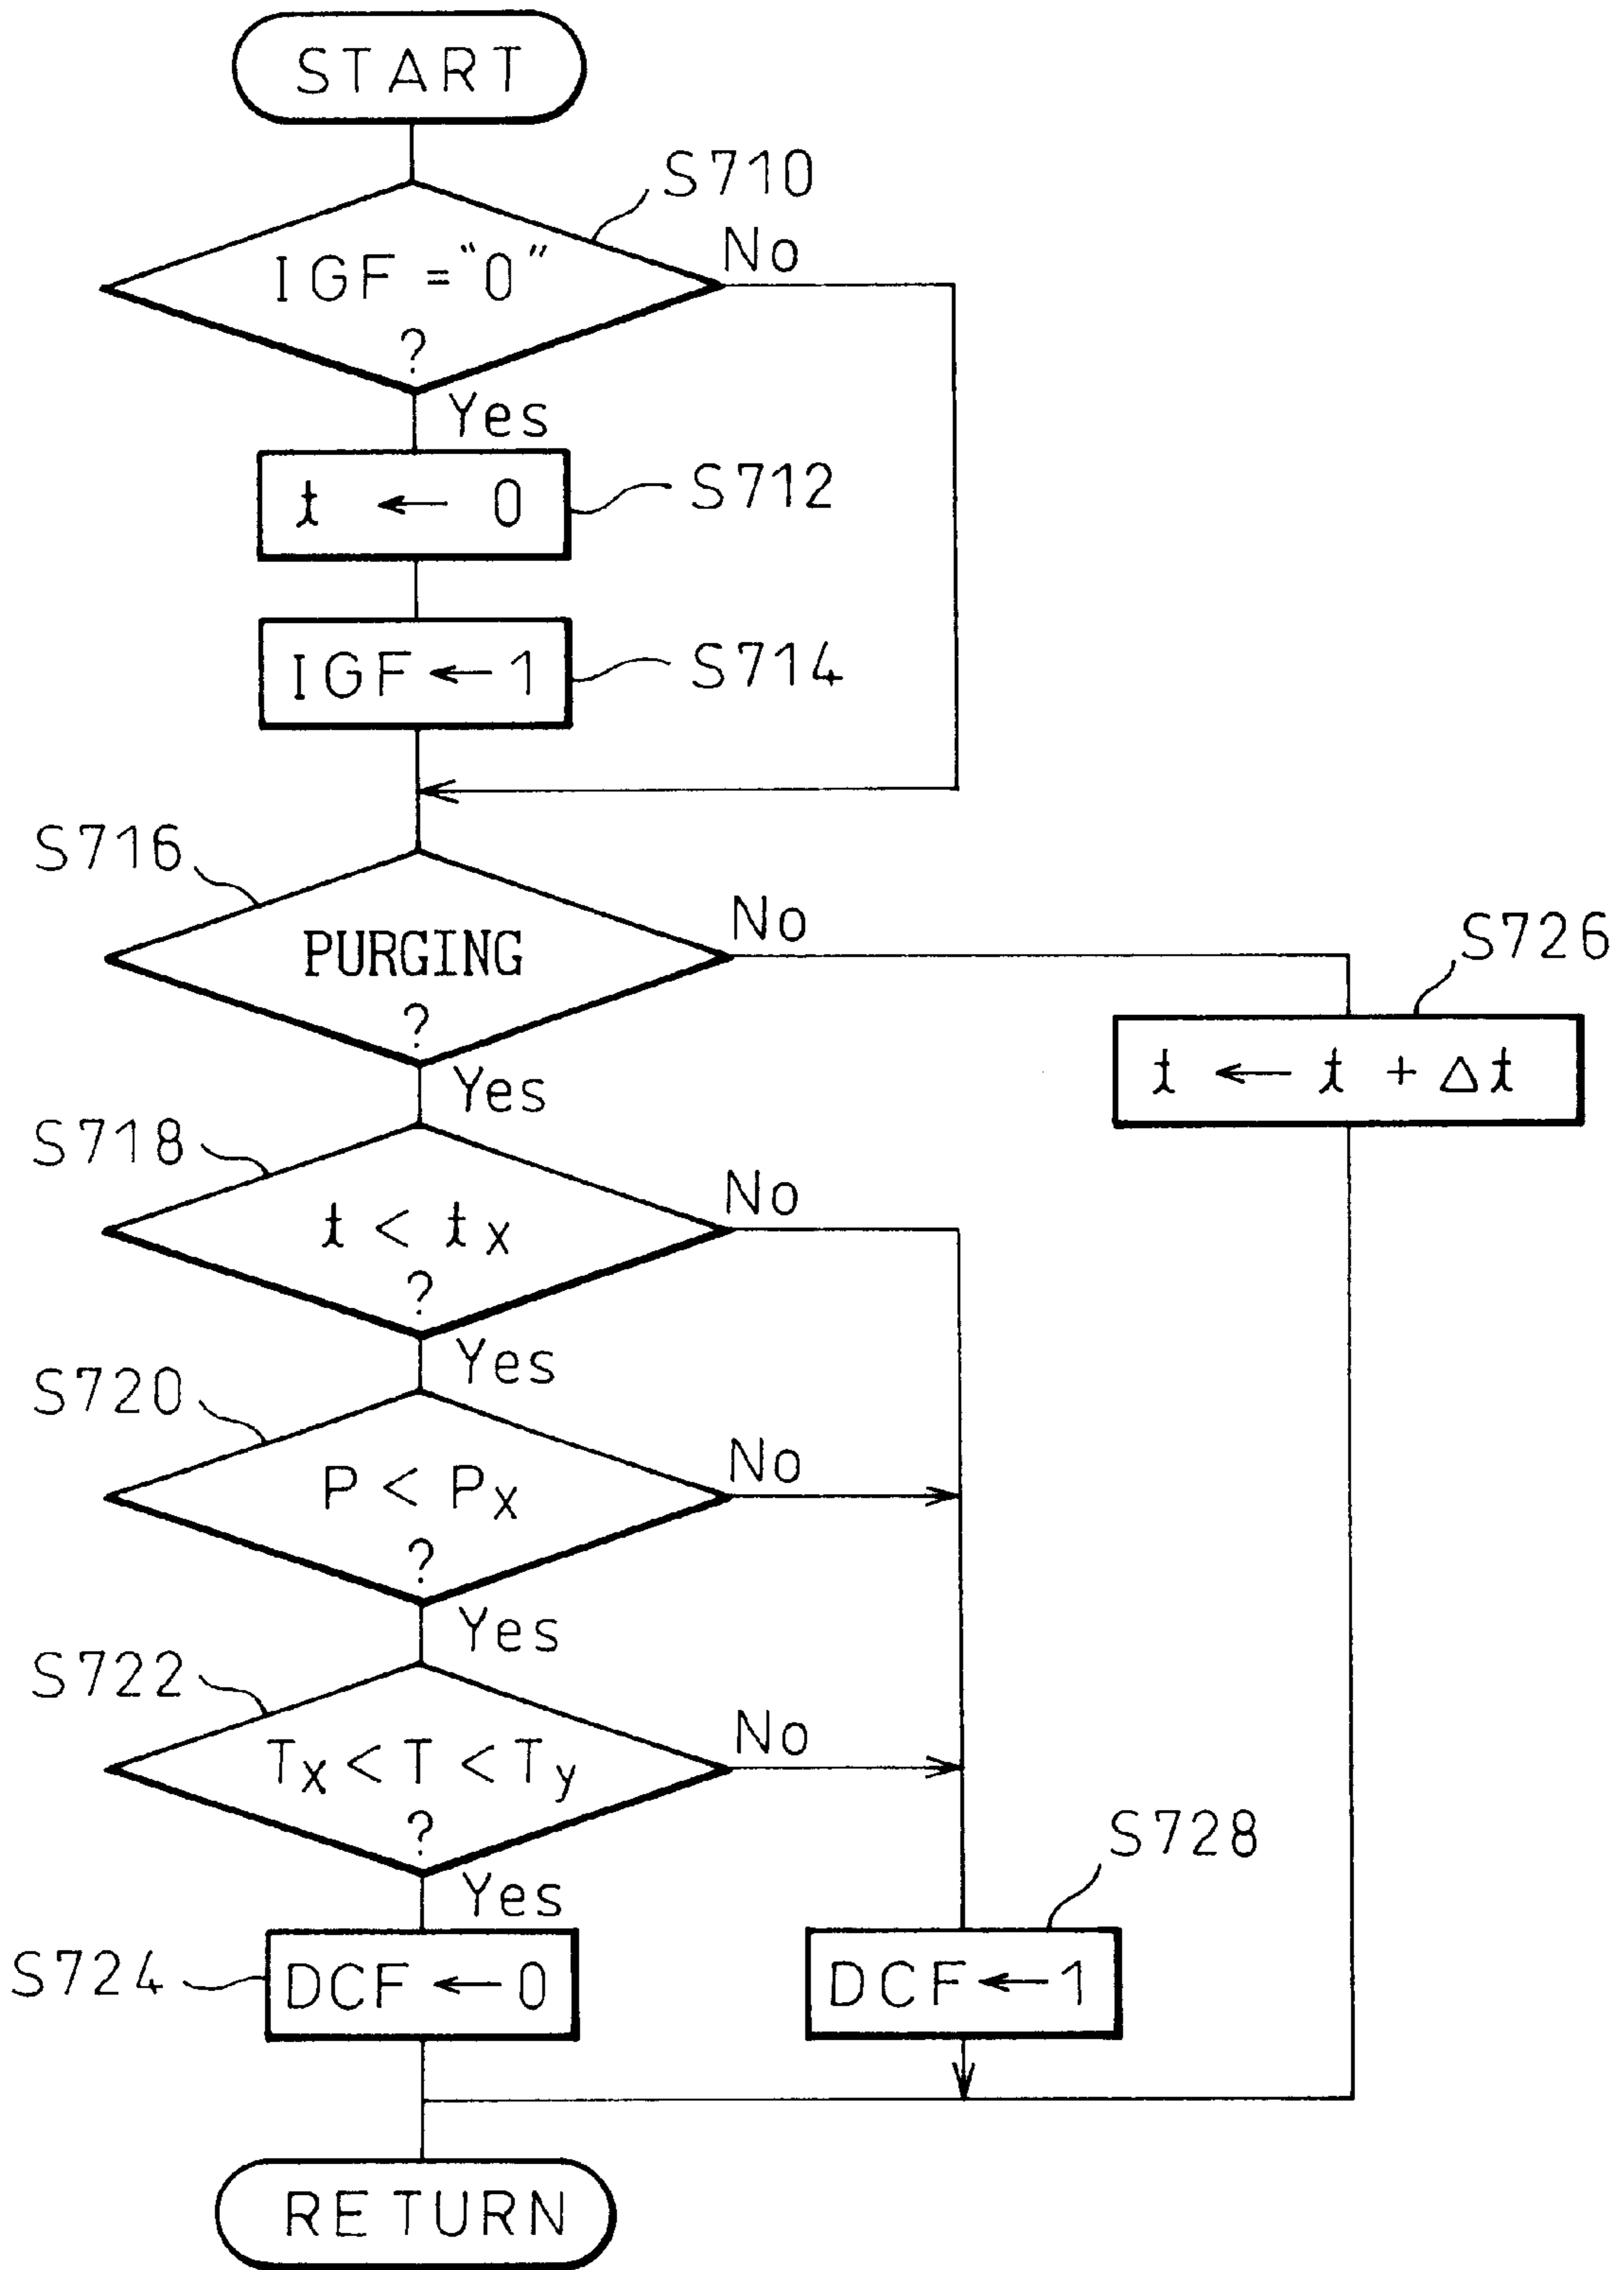 START
S710
IGF = "0"
?
No
Yes
t ← 0
S712
IGF ← 1
S714
S716
PURGING
?
No
Yes
S726
t ← t + Δt
S718
t < tx
?
No
Yes
S720
P < Px
?
No
Yes
S722
Tx < T < Ty
?
No
Yes
S724
DCF ← 0
S728
DCF ← 1
RETURN